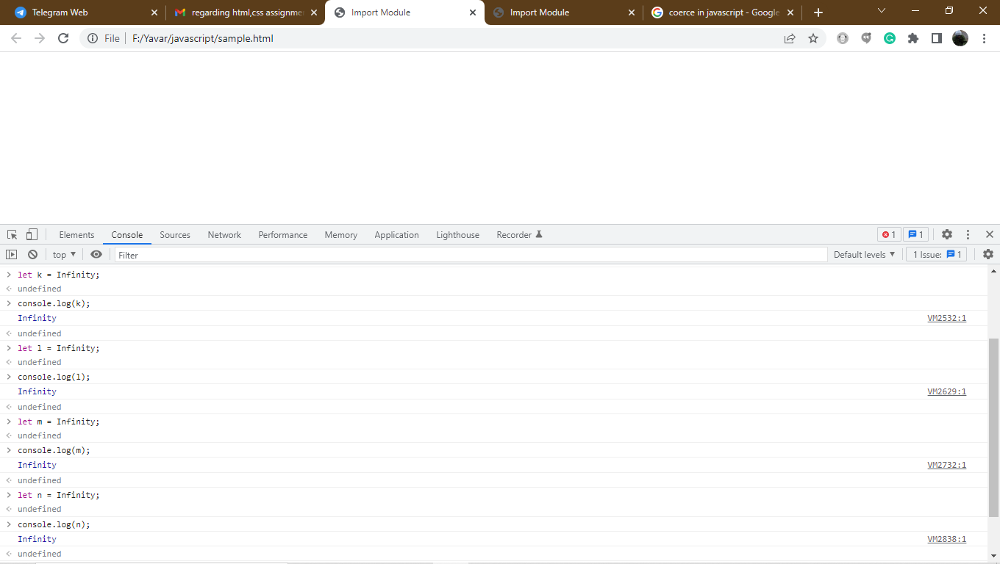 Telegram Web
regarding html,css assignme
Import Module
Import Module
coerce in javascript - Google
File
F:/Yavar/javascript/sample.html
Elements
Console
Sources
Network
Performance
Memory
Application
Lighthouse
Recorder
1
1
top
Filter
Default levels
1 Issue:
1
let k = Infinity;
undefined
console.log(k);
Infinity
VM2532:1
undefined
let l = Infinity;
undefined
console.log(l);
Infinity
VM2629:1
undefined
let m = Infinity;
undefined
console.log(m);
Infinity
VM2732:1
undefined
let n = Infinity;
undefined
console.log(n);
Infinity
VM2838:1
undefined